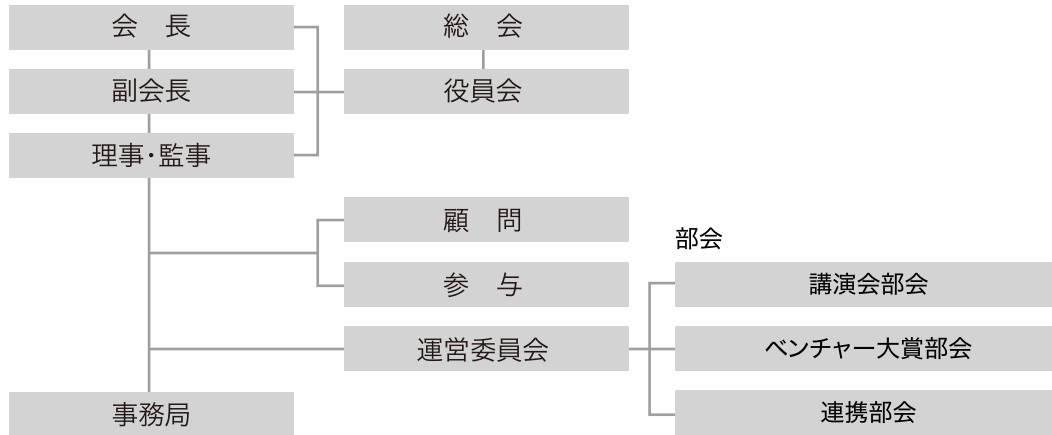 会　長
総　会
副会長
役員会
理事・監事
顧　問
部会
参　与
講演会部会
運営委員会
ベンチャー大賞部会
事務局
連携部会